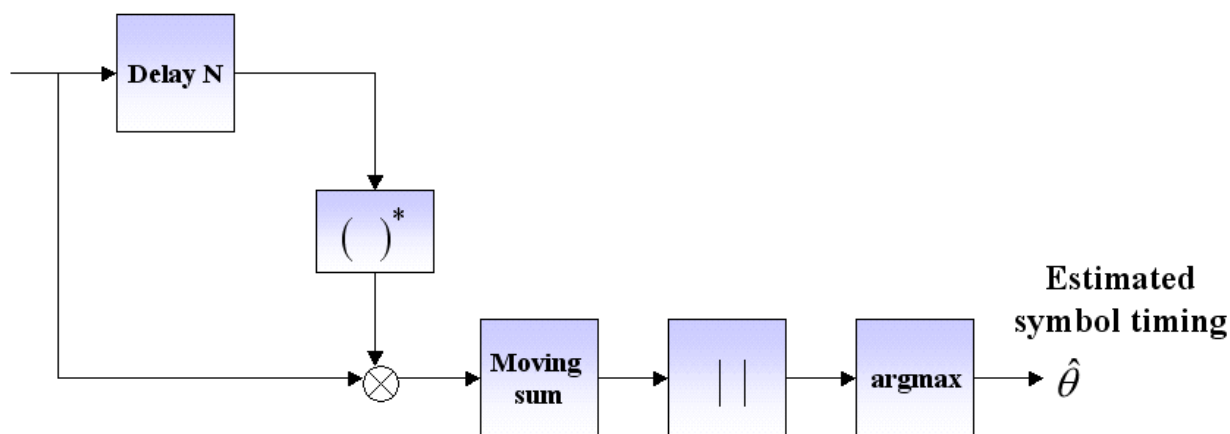 Delay N
( )*
Estimated
symbol timing
Moving
sum
| |
argmax
θ̂